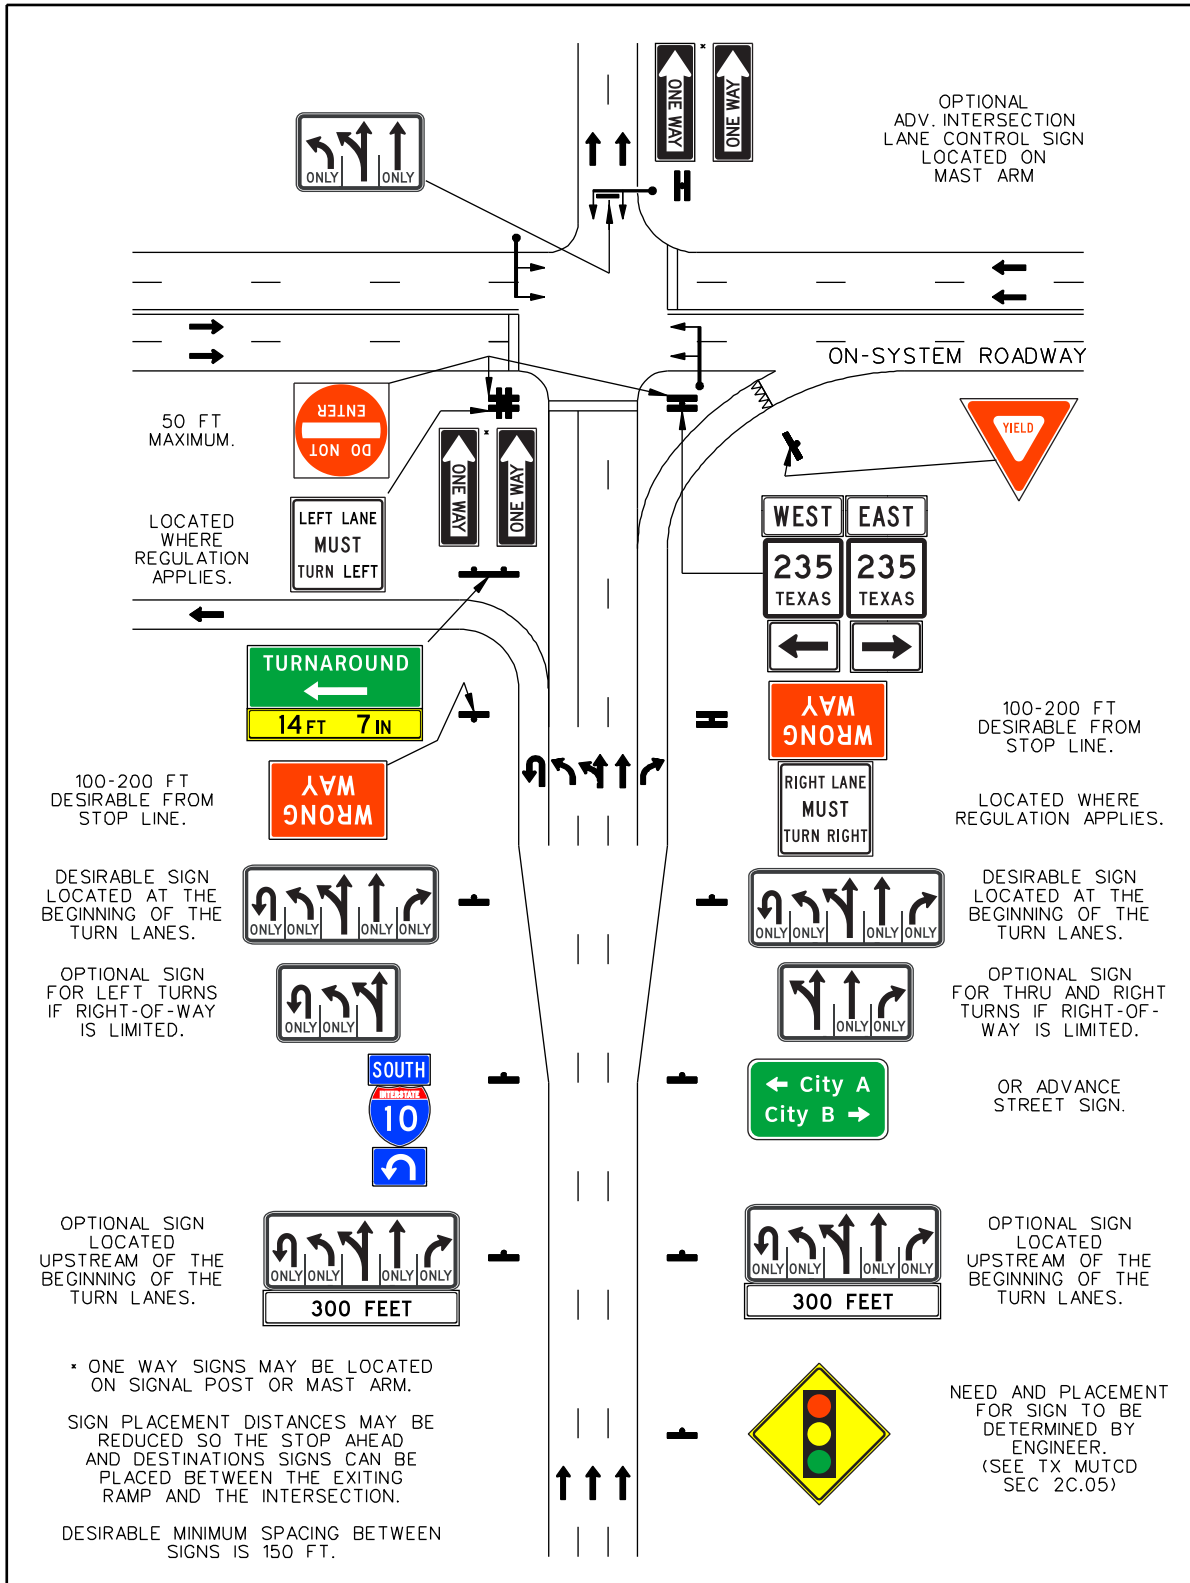 ONE WAY
ONE WAY
OPTIONAL
ADV. INTERSECTION
LANE CONTROL SIGN
LOCATED ON
MAST ARM
ONLY
ONLY
ON-SYSTEM ROADWAY
50 FT
MAXIMUM.
DO NOT
ENTER
YIELD
ONE WAY
ONE WAY
LOCATED
WHERE
REGULATION
APPLIES.
LEFT LANE
MUST
TURN LEFT
WEST
EAST
235
TEXAS
235
TEXAS
TURNAROUND
14 FT 7 IN
WRONG
WAY
100-200 FT
DESIRABLE FROM
STOP LINE.
100-200 FT
DESIRABLE FROM
STOP LINE.
WRONG
WAY
RIGHT LANE
MUST
TURN RIGHT
LOCATED WHERE
REGULATION APPLIES.
DESIRABLE SIGN
LOCATED AT THE
BEGINNING OF THE
TURN LANES.
ONLY ONLY ONLY ONLY
ONLY ONLY ONLY ONLY
DESIRABLE SIGN
LOCATED AT THE
BEGINNING OF THE
TURN LANES.
OPTIONAL SIGN
FOR LEFT TURNS
IF RIGHT-OF-WAY
IS LIMITED.
ONLY ONLY
ONLY ONLY
OPTIONAL SIGN
FOR THRU AND RIGHT
TURNS IF RIGHT-OF-
WAY IS LIMITED.
SOUTH
INTERSTATE
10
City A
City B
OR ADVANCE
STREET SIGN.
OPTIONAL SIGN
LOCATED
UPSTREAM OF THE
BEGINNING OF THE
TURN LANES.
ONLY ONLY ONLY ONLY
300 FEET
ONLY ONLY ONLY ONLY
300 FEET
OPTIONAL SIGN
LOCATED
UPSTREAM OF THE
BEGINNING OF THE
TURN LANES.
* ONE WAY SIGNS MAY BE LOCATED
ON SIGNAL POST OR MAST ARM.
SIGN PLACEMENT DISTANCES MAY BE
REDUCED SO THE STOP AHEAD
AND DESTINATIONS SIGNS CAN BE
PLACED BETWEEN THE EXITING
RAMP AND THE INTERSECTION.
DESIRABLE MINIMUM SPACING BETWEEN
SIGNS IS 150 FT.
NEED AND PLACEMENT
FOR SIGN TO BE
DETERMINED BY
ENGINEER.
(SEE TX MUTCD
SEC 2C.05)